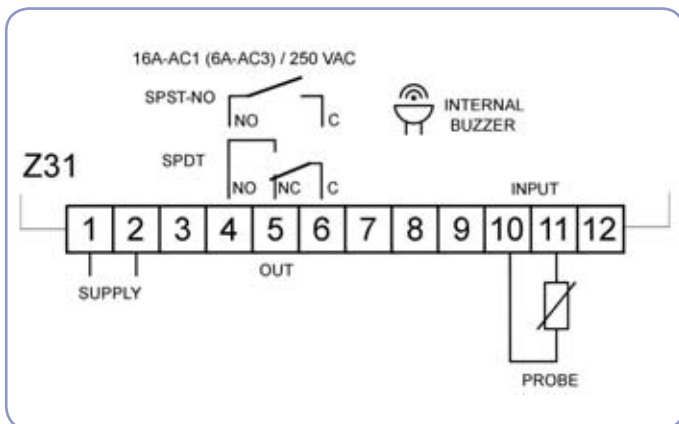 16A-AC1 (6A-AC3) / 250 VAC
SPST-NO
NO C
INTERNAL
BUZZER
SPDT
Z31
NO NC C
INPUT
1 2 3 4 5 6 7 8 9 10 11 12
OUT
SUPPLY
PROBE